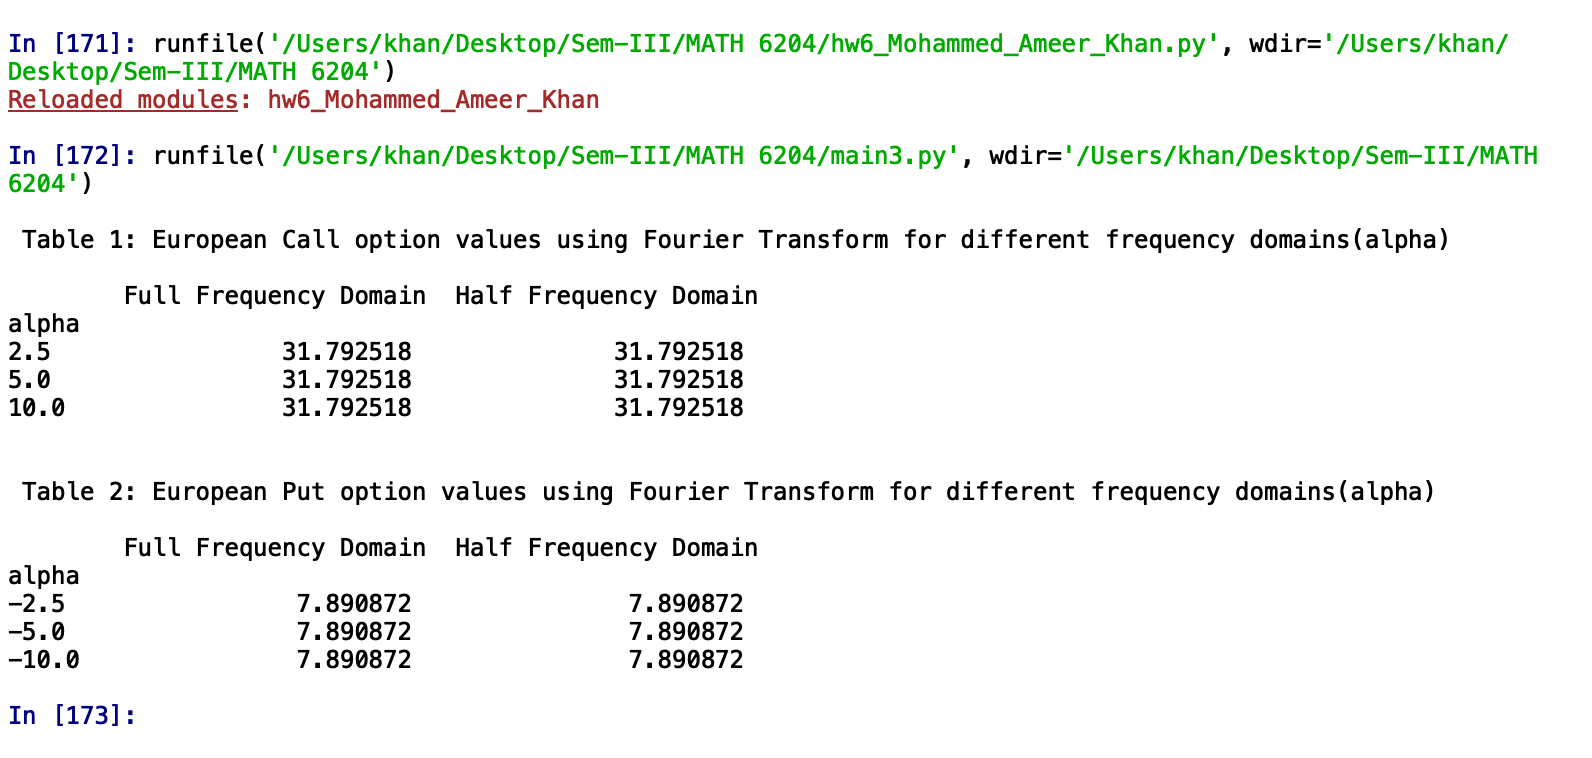 In [171]: runfile('/Users/khan/Desktop/Sem-III/MATH 6204/hw6_Mohammed_Ameer_Khan.py', wdir='/Users/khan/
Desktop/Sem-III/MATH 6204')
Reloaded modules: hw6_Mohammed_Ameer_Khan
In [172]: runfile('/Users/khan/Desktop/Sem-III/MATH 6204/main3.py', wdir='/Users/khan/Desktop/Sem-III/MATH
6204')
Table 1: European Call option values using Fourier Transform for different frequency domains(alpha)
Full Frequency Domain  Half Frequency Domain
alpha
2.5                31.792518              31.792518
5.0                31.792518              31.792518
10.0               31.792518              31.792518
Table 2: European Put option values using Fourier Transform for different frequency domains(alpha)
Full Frequency Domain  Half Frequency Domain
alpha
-2.5                7.890872               7.890872
-5.0                7.890872               7.890872
-10.0               7.890872               7.890872
In [173]: